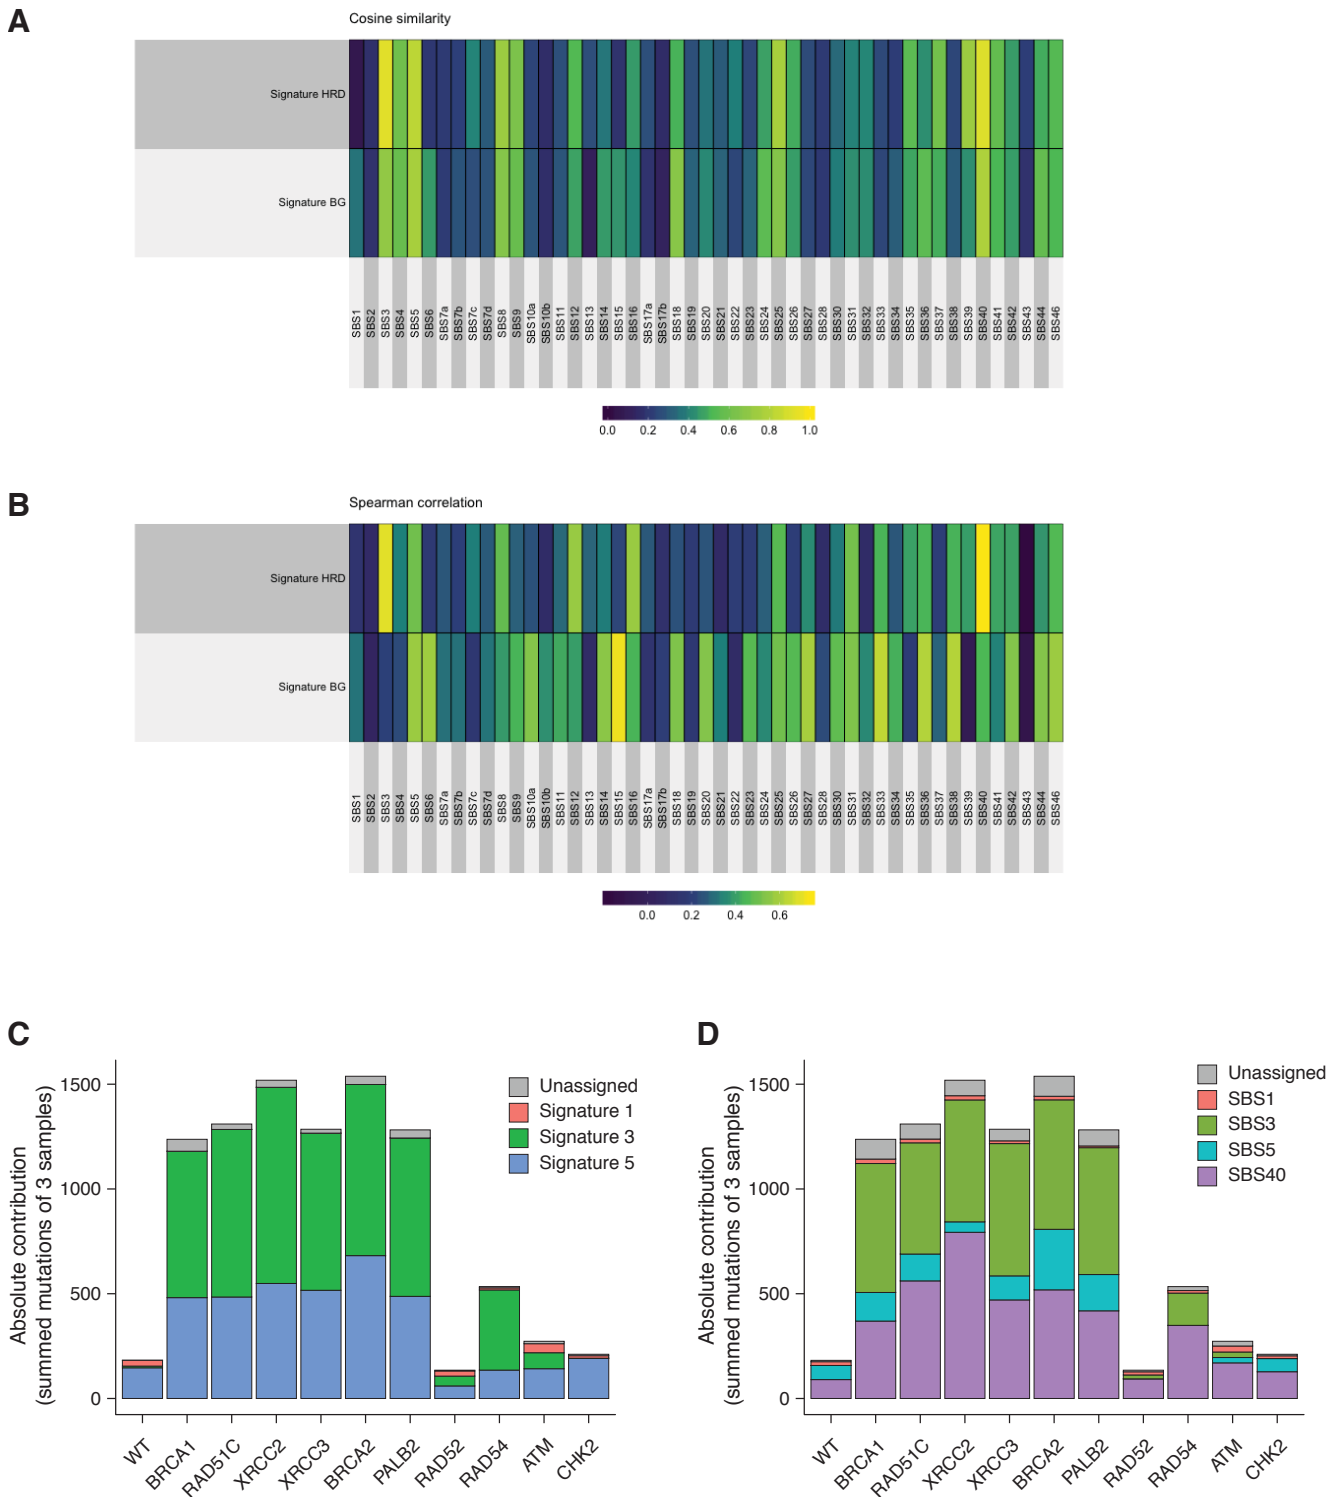 A
Cosine similarity
Signature HRD
Signature BG
SBS1 SBS2 SBS3 SBS4 SBS5 SBS6 SBS7a SBS7b SBS7c SBS7d SBS8 SBS9 SBS10a SBS10b SBS11 SBS12 SBS13 SBS14 SBS15 SBS16 SBS17a SBS17b SBS18 SBS19 SBS20 SBS21 SBS22 SBS23 SBS24 SBS25 SBS26 SBS27 SBS28 SBS30 SBS31 SBS32 SBS33 SBS34 SBS35 SBS36 SBS37 SBS38 SBS39 SBS40 SBS41 SBS42 SBS43 SBS44 SBS46
0.0 0.2 0.4 0.6 0.8 1.0
B
Spearman correlation
Signature HRD
Signature BG
SBS1 SBS2 SBS3 SBS4 SBS5 SBS6 SBS7a SBS7b SBS7c SBS7d SBS8 SBS9 SBS10a SBS10b SBS11 SBS12 SBS13 SBS14 SBS15 SBS16 SBS17a SBS17b SBS18 SBS19 SBS20 SBS21 SBS22 SBS23 SBS24 SBS25 SBS26 SBS27 SBS28 SBS30 SBS31 SBS32 SBS33 SBS34 SBS35 SBS36 SBS37 SBS38 SBS39 SBS40 SBS41 SBS42 SBS43 SBS44 SBS46
0.0 0.2 0.4 0.6
C
Absolute contribution
(summed mutations of 3 samples)
1500
1000
500
0
Unassigned
Signature 1
Signature 3
Signature 5
WT BRCA1 RAD51C XRCC2 XRCC3 BRCA2 PALB2 RAD52 RAD54 ATM CHK2
D
Absolute contribution
(summed mutations of 3 samples)
1500
1000
500
0
Unassigned
SBS1
SBS3
SBS5
SBS40
WT BRCA1 RAD51C XRCC2 XRCC3 BRCA2 PALB2 RAD52 RAD54 ATM CHK2